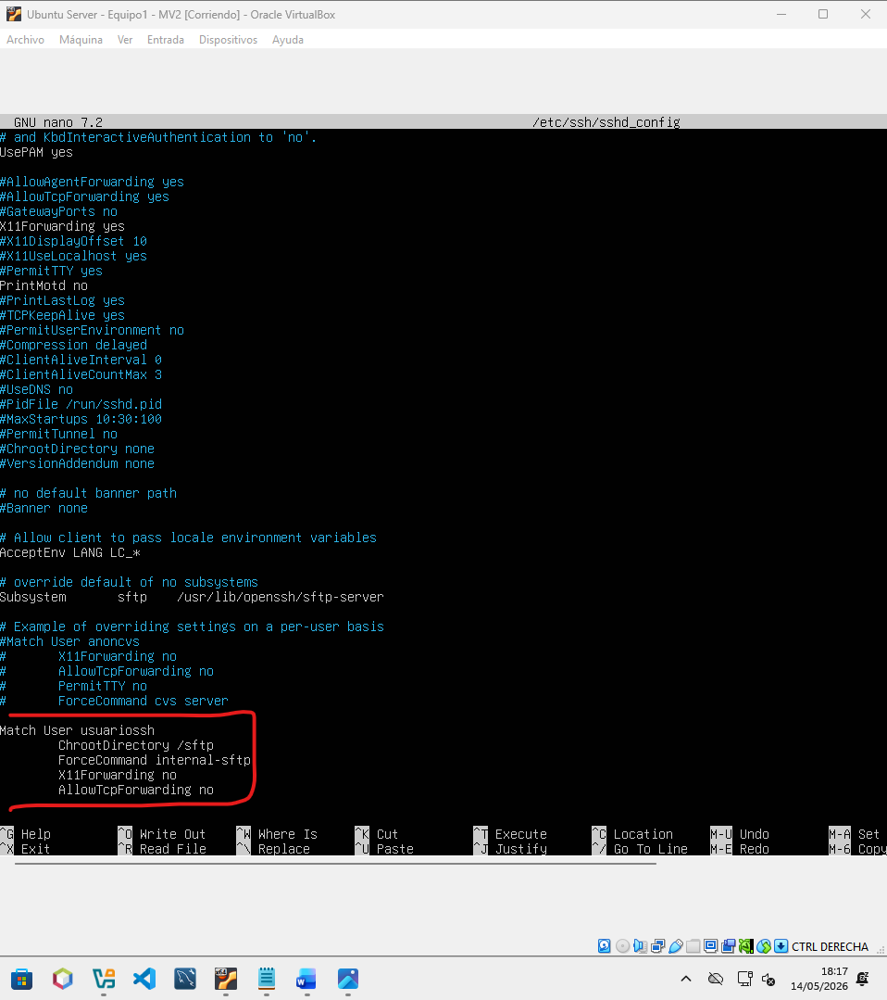 Ubuntu Server - Equipo1 - MV2 [Corriendo] - Oracle VirtualBox
Archivo Máquina Ver Entrada Dispositivos Ayuda
GNU nano 7.2 /etc/ssh/sshd_config
# and KbdInteractiveAuthentication to 'no'.
UsePAM yes
#AllowAgentForwarding yes
#AllowTcpForwarding yes
#GatewayPorts no
X11Forwarding yes
#X11DisplayOffset 10
#X11UseLocalhost yes
#PermitTTY yes
PrintMotd no
#PrintLastLog yes
#TCPKeepAlive yes
#PermitUserEnvironment no
#Compression delayed
#ClientAliveInterval 0
#ClientAliveCountMax 3
#UseDNS no
#PidFile /run/sshd.pid
#MaxStartups 10:30:100
#PermitTunnel no
#ChrootDirectory none
#VersionAddendum none
# no default banner path
#Banner none
# Allow client to pass locale environment variables
AcceptEnv LANG LC_*
# override default of no subsystems
Subsystem sftp /usr/lib/openssh/sftp-server
# Example of overriding settings on a per-user basis
#Match User anoncvs
# X11Forwarding no
# AllowTcpForwarding no
# PermitTTY no
# ForceCommand cvs server
Match User usuariossh
ChrootDirectory /sftp
ForceCommand internal-sftp
X11Forwarding no
AllowTcpForwarding no
^G Help ^O Write Out ^W Where Is ^K Cut ^T Execute ^C Location M-U Undo M-A Set
^X Exit ^R Read File ^\ Replace ^U Paste ^J Justify ^/ Go To Line M-E Redo M-6 Copy
CTRL DERECHA
18:17
14/05/2026